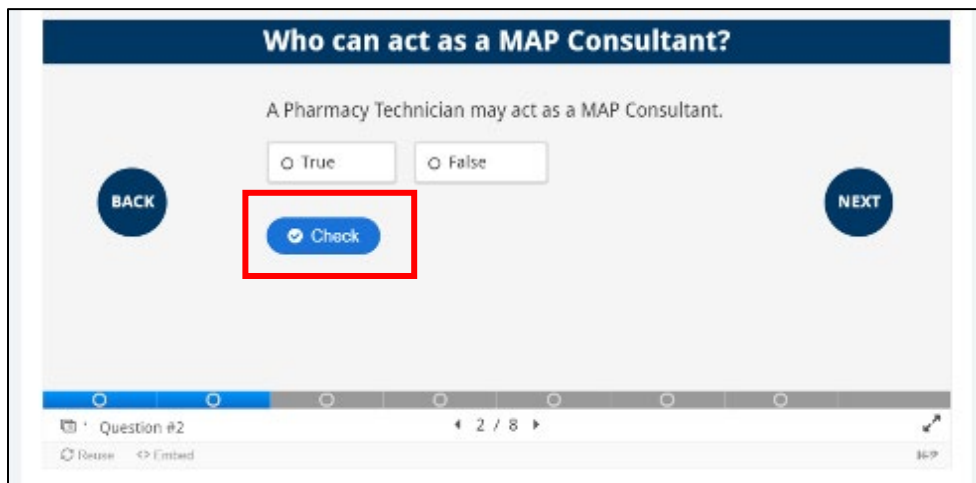 Who can act as a MAP Consultant?
A Pharmacy Technician may act as a MAP Consultant.
True False
BACK
NEXT
Check
Question #2
2 / 8
Reuse <> Embed
H-P